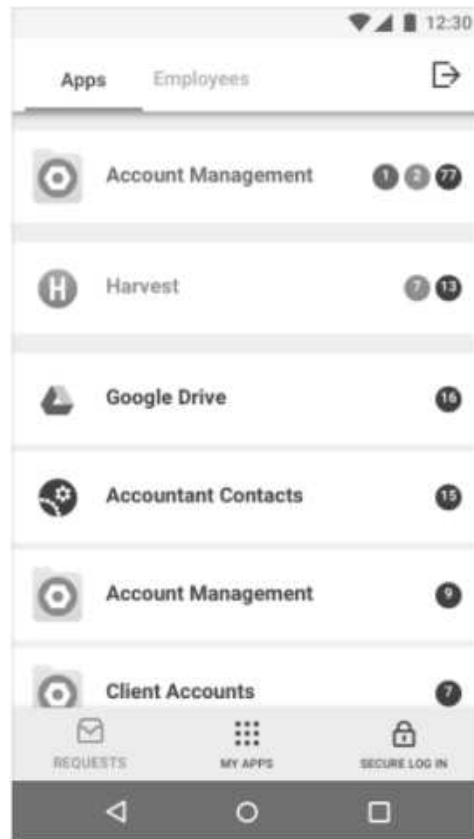 12:30
Apps Employees
Account Management 1 2 77
H Harvest 7 13
Google Drive 16
Accountant Contacts 15
Account Management 9
Client Accounts 7
REQUESTS MY APPS SECURE LOG IN